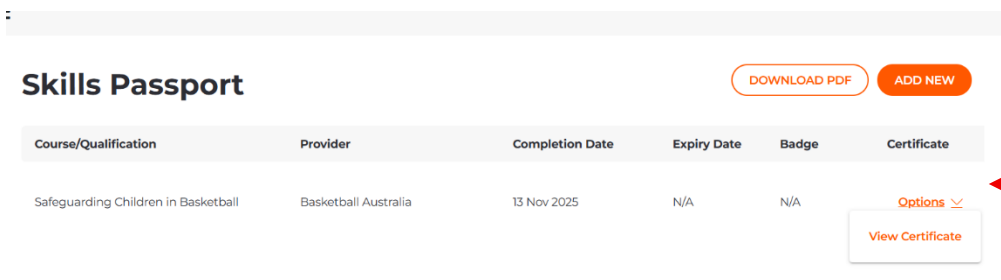 Skills Passport
DOWNLOAD PDF
ADD NEW
Course/Qualification Provider Completion Date Expiry Date Badge Certificate
Safeguarding Children in Basketball Basketball Australia 13 Nov 2025 N/A N/A Options
View Certificate